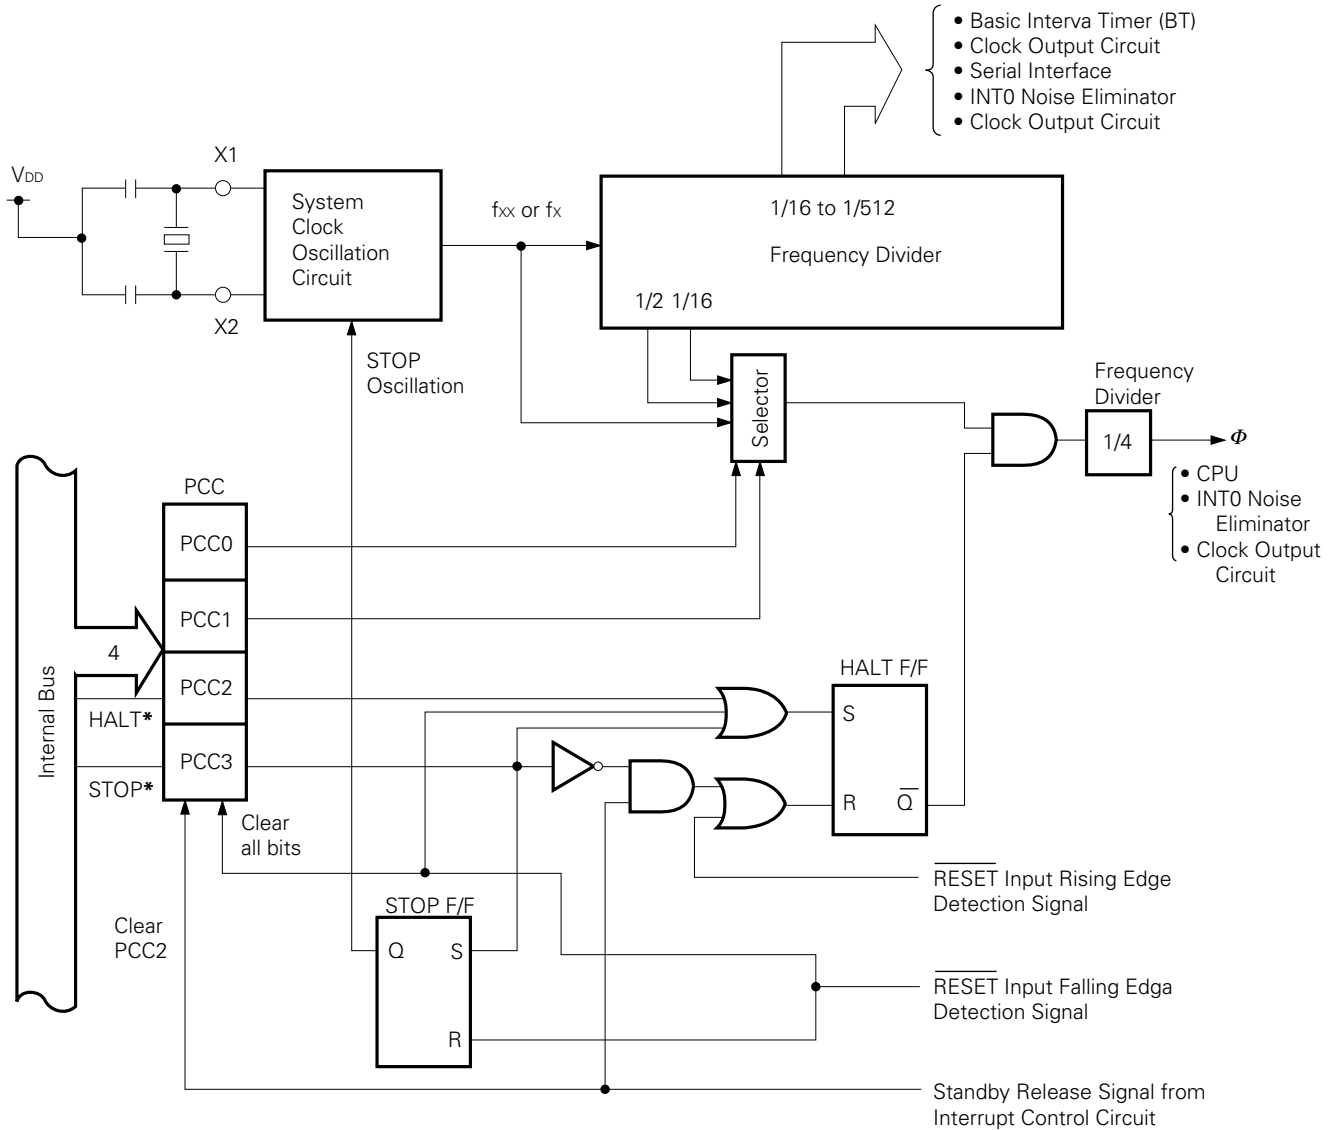 • Basic Interva Timer (BT)
• Clock Output Circuit
• Serial Interface
• INT0 Noise Eliminator
• Clock Output Circuit
VDD
X1
X2
System
Clock
Oscillation
Circuit
fXX or fX
1/16 to 1/512
Frequency Divider
1/2 1/16
STOP
Oscillation
Selector
Frequency
Divider
1/4
Φ
• CPU
• INT0 Noise
Eliminator
• Clock Output
Circuit
PCC
PCC0
PCC1
PCC2
PCC3
4
Internal Bus
HALT*
STOP*
HALT F/F
S
R
Q̅
Clear
all bits
Clear
PCC2
STOP F/F
Q
S
R
R̅E̅S̅E̅T̅ Input Rising Edge
Detection Signal
R̅E̅S̅E̅T̅ Input Falling Edga
Detection Signal
Standby Release Signal from
Interrupt Control Circuit